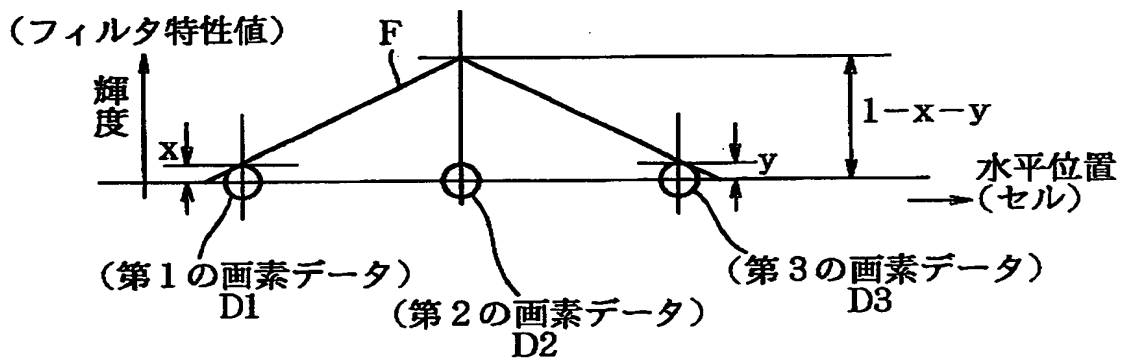 (フィルタ特性値)
F
輝度
x
1-x-y
y
水平位置
(セル)
(第1の画素データ)
D1
(第2の画素データ)
D2
(第3の画素データ)
D3